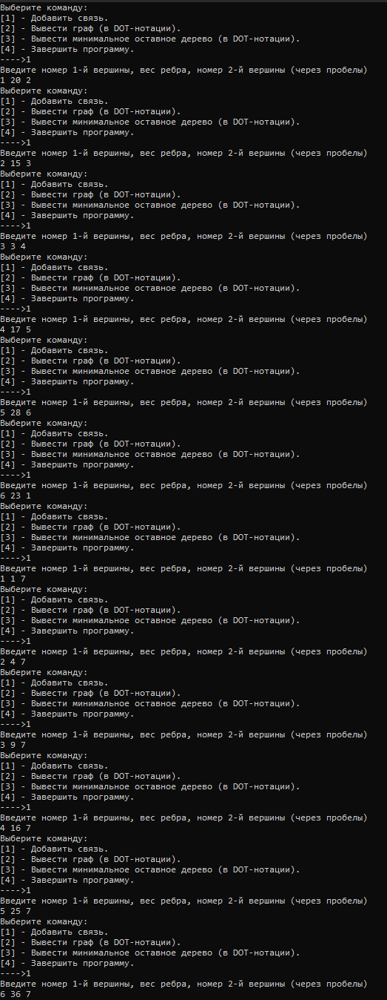 Выберите команду:
[1] - Добавить связь.
[2] - Вывести граф (в DOT-нотации).
[3] - Вывести минимальное оставное дерево (в DOT-нотации).
[4] - Завершить программу.
---->1
Введите номер 1-й вершины, вес ребра, номер 2-й вершины (через пробелы)
1 20 2
Выберите команду:
[1] - Добавить связь.
[2] - Вывести граф (в DOT-нотации).
[3] - Вывести минимальное оставное дерево (в DOT-нотации).
[4] - Завершить программу.
---->1
Введите номер 1-й вершины, вес ребра, номер 2-й вершины (через пробелы)
2 15 3
Выберите команду:
[1] - Добавить связь.
[2] - Вывести граф (в DOT-нотации).
[3] - Вывести минимальное оставное дерево (в DOT-нотации).
[4] - Завершить программу.
---->1
Введите номер 1-й вершины, вес ребра, номер 2-й вершины (через пробелы)
3 3 4
Выберите команду:
[1] - Добавить связь.
[2] - Вывести граф (в DOT-нотации).
[3] - Вывести минимальное оставное дерево (в DOT-нотации).
[4] - Завершить программу.
---->1
Введите номер 1-й вершины, вес ребра, номер 2-й вершины (через пробелы)
4 17 5
Выберите команду:
[1] - Добавить связь.
[2] - Вывести граф (в DOT-нотации).
[3] - Вывести минимальное оставное дерево (в DOT-нотации).
[4] - Завершить программу.
---->1
Введите номер 1-й вершины, вес ребра, номер 2-й вершины (через пробелы)
5 28 6
Выберите команду:
[1] - Добавить связь.
[2] - Вывести граф (в DOT-нотации).
[3] - Вывести минимальное оставное дерево (в DOT-нотации).
[4] - Завершить программу.
---->1
Введите номер 1-й вершины, вес ребра, номер 2-й вершины (через пробелы)
6 23 1
Выберите команду:
[1] - Добавить связь.
[2] - Вывести граф (в DOT-нотации).
[3] - Вывести минимальное оставное дерево (в DOT-нотации).
[4] - Завершить программу.
---->1
Введите номер 1-й вершины, вес ребра, номер 2-й вершины (через пробелы)
1 1 7
Выберите команду:
[1] - Добавить связь.
[2] - Вывести граф (в DOT-нотации).
[3] - Вывести минимальное оставное дерево (в DOT-нотации).
[4] - Завершить программу.
---->1
Введите номер 1-й вершины, вес ребра, номер 2-й вершины (через пробелы)
2 4 7
Выберите команду:
[1] - Добавить связь.
[2] - Вывести граф (в DOT-нотации).
[3] - Вывести минимальное оставное дерево (в DOT-нотации).
[4] - Завершить программу.
---->1
Введите номер 1-й вершины, вес ребра, номер 2-й вершины (через пробелы)
3 9 7
Выберите команду:
[1] - Добавить связь.
[2] - Вывести граф (в DOT-нотации).
[3] - Вывести минимальное оставное дерево (в DOT-нотации).
[4] - Завершить программу.
---->1
Введите номер 1-й вершины, вес ребра, номер 2-й вершины (через пробелы)
4 16 7
Выберите команду:
[1] - Добавить связь.
[2] - Вывести граф (в DOT-нотации).
[3] - Вывести минимальное оставное дерево (в DOT-нотации).
[4] - Завершить программу.
---->1
Введите номер 1-й вершины, вес ребра, номер 2-й вершины (через пробелы)
5 25 7
Выберите команду:
[1] - Добавить связь.
[2] - Вывести граф (в DOT-нотации).
[3] - Вывести минимальное оставное дерево (в DOT-нотации).
[4] - Завершить программу.
---->1
Введите номер 1-й вершины, вес ребра, номер 2-й вершины (через пробелы)
6 36 7